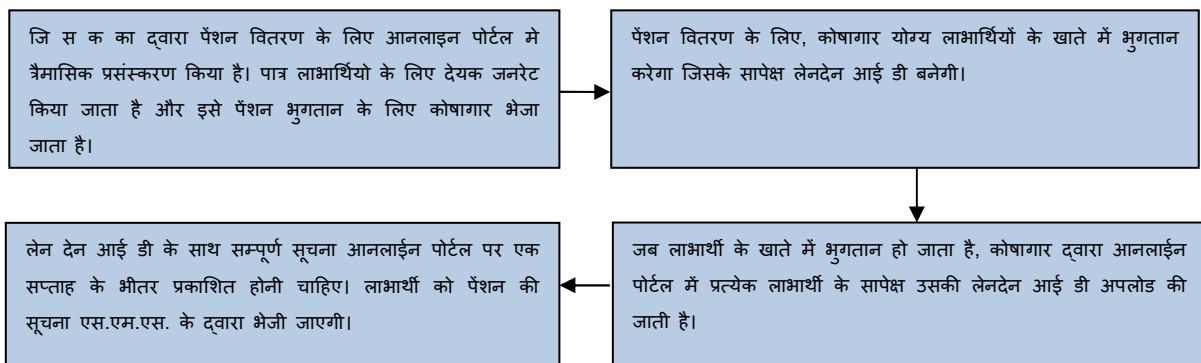 जि स क का द्वारा पेंशन वितरण के लिए आनलाइन पोर्टल मे
त्रैमासिक प्रसंस्करण किया है। पात्र लाभार्थियो के लिए देयक जनरेट
किया जाता है और इसे पेंशन भुगतान के लिए कोषागार भेजा
जाता है।
पेंशन वितरण के लिए, कोषागार योग्य लाभार्थियों के खाते में भुगतान
करेगा जिसके सापेक्ष लेनदेन आई डी बनेगी।
जब लाभार्थी के खाते में भुगतान हो जाता है, कोषागार द्वारा आनलाईन
पोर्टल में प्रत्येक लाभार्थी के सापेक्ष उसकी लेनदेन आई डी अपलोड की
जाती है।
लेन देन आई डी के साथ सम्पूर्ण सूचना आनलाईन पोर्टल पर एक
सप्ताह के भीतर प्रकाशित होनी चाहिए। लाभार्थी को पेंशन की
सूचना एस.एम.एस. के द्वारा भेजी जाएगी।